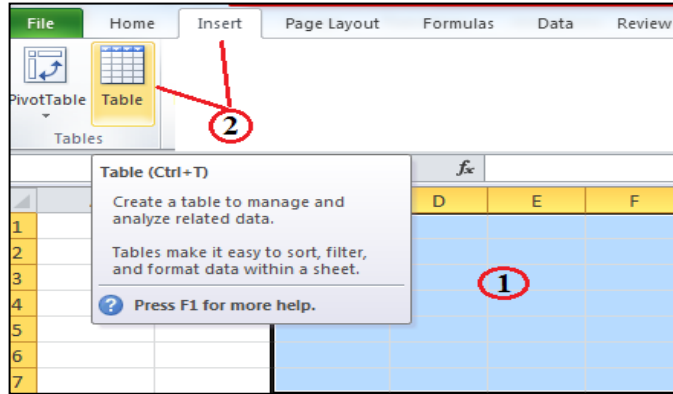 File Home Insert Page Layout Formulas Data Review
PivotTable Table
Tables
2
Table (Ctrl+T)
Create a table to manage and
analyze related data.
Tables make it easy to sort, filter,
and format data within a sheet.
Press F1 for more help.
fx
D E F
1
2
3
4
5
6
7
1